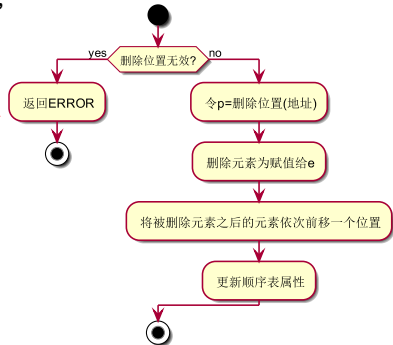 删除位置无效?
yes
no
返回ERROR
令p=删除位置(地址)
删除元素为赋值给e
将被删除元素之后的元素依次前移一个位置
更新顺序表属性